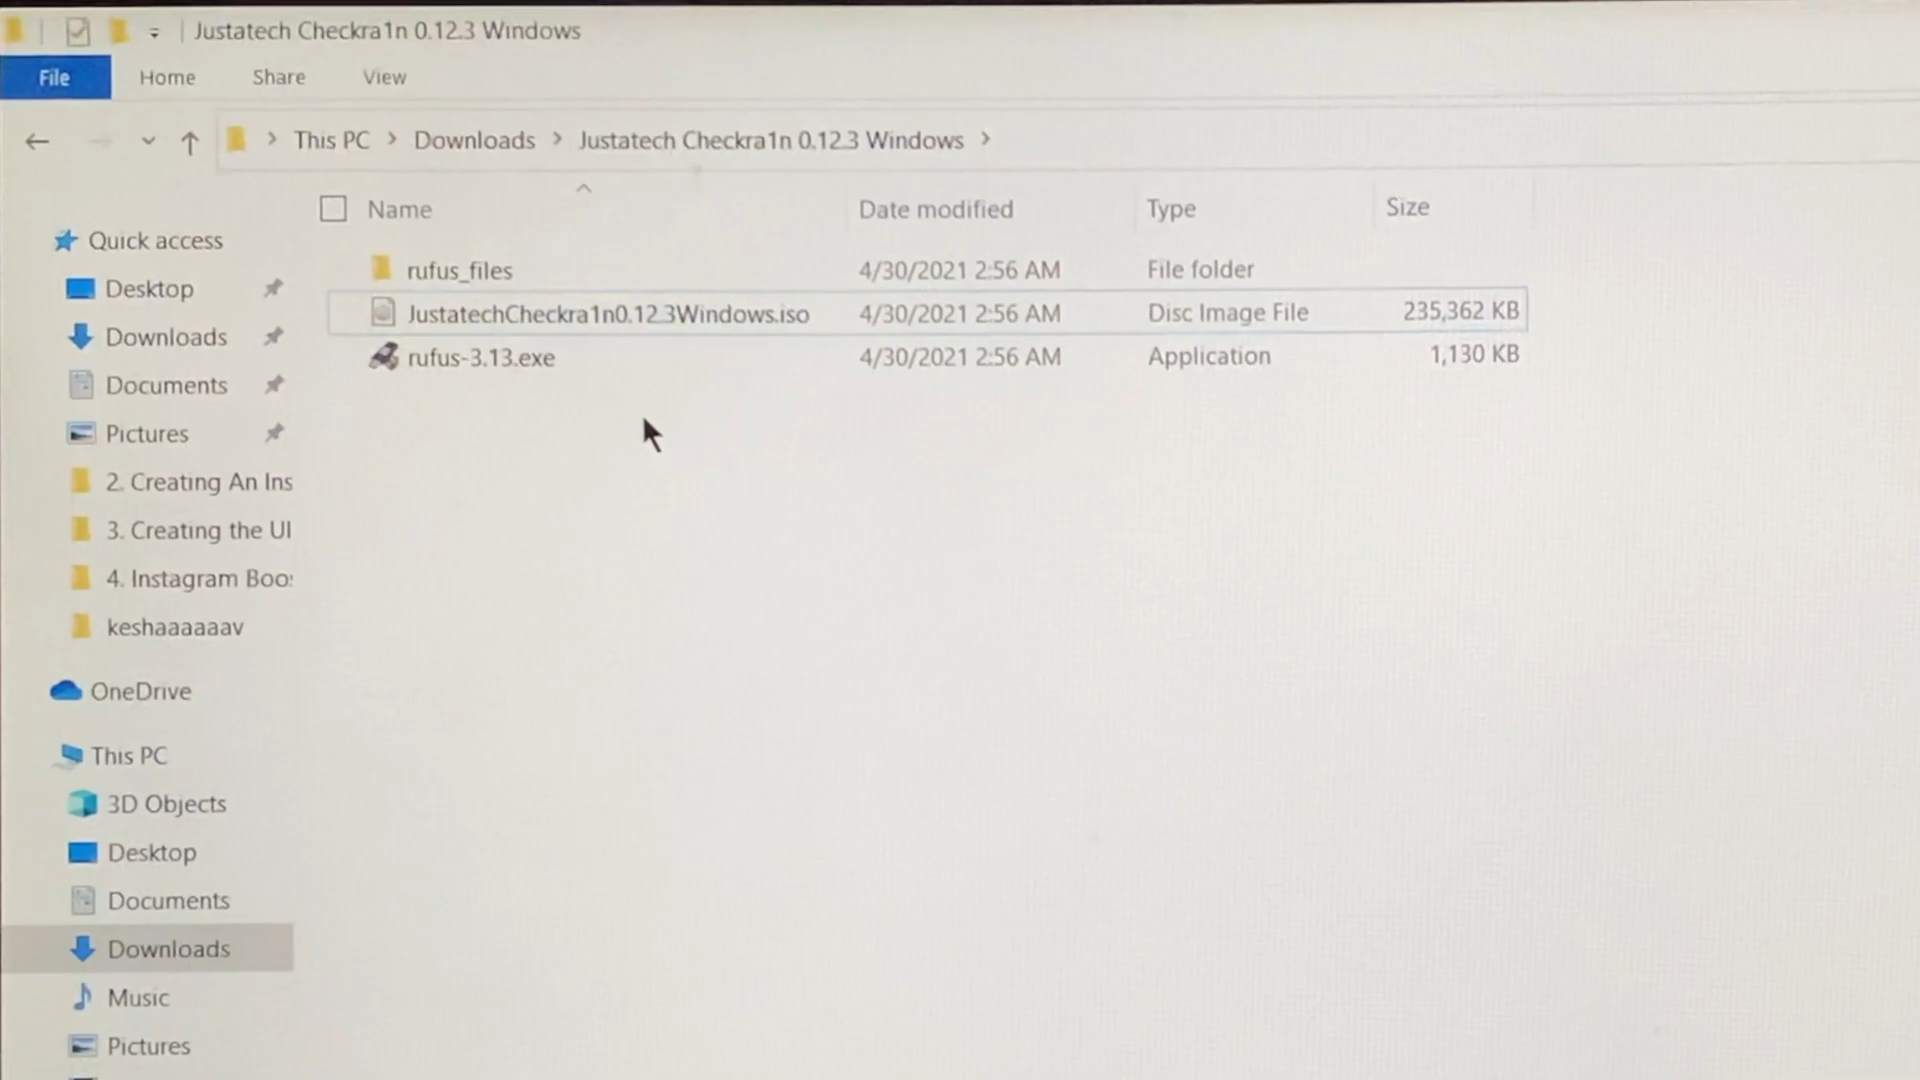 Justatech Checkra1n 0.12.3 Windows
File Home Share View
This PC > Downloads > Justatech Checkra1n 0.12.3 Windows >
Name Date modified Type Size
rufus_files 4/30/2021 2:56 AM File folder
JustatechCheckra1n0.12.3Windows.iso 4/30/2021 2:56 AM Disc Image File 235,362 KB
rufus-3.13.exe 4/30/2021 2:56 AM Application 1,130 KB
Quick access
Desktop
Downloads
Documents
Pictures
2. Creating An Ins
3. Creating the UI
4. Instagram Boo
keshaaaaaav
OneDrive
This PC
3D Objects
Desktop
Documents
Downloads
Music
Pictures